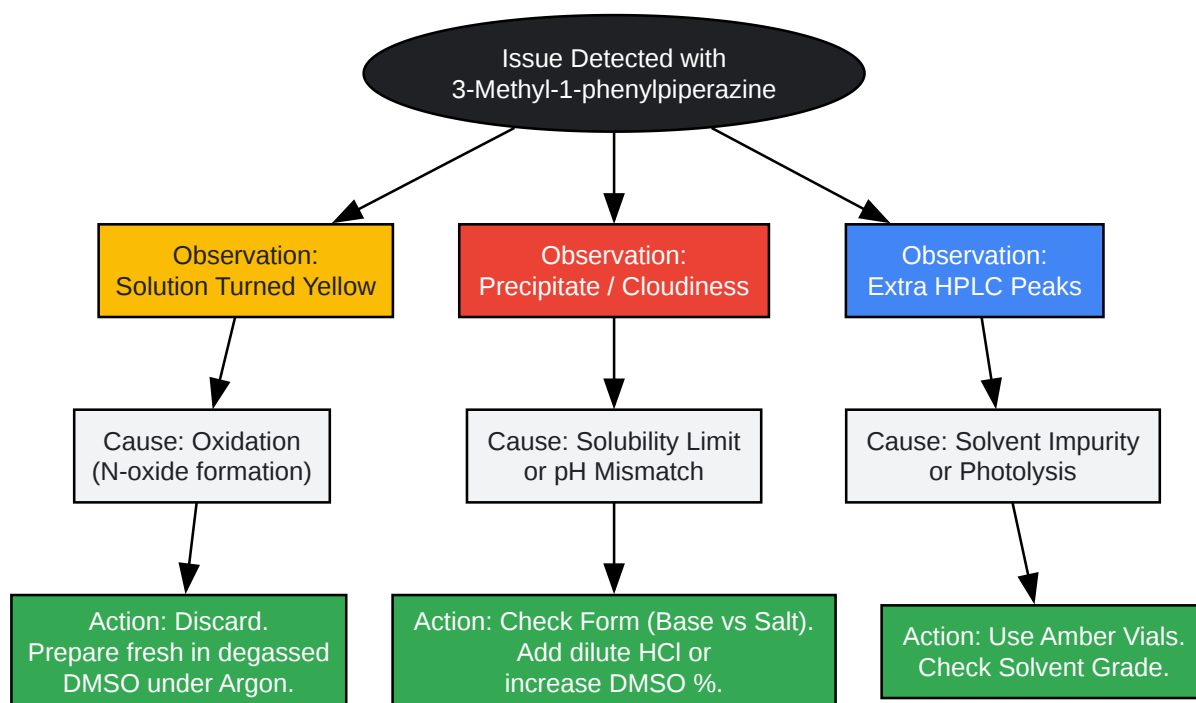 Issue Detected with
3-Methyl-1-phenylpiperazine
Observation:
Solution Turned Yellow
Observation:
Precipitate / Cloudiness
Observation:
Extra HPLC Peaks
Cause: Oxidation
(N-oxide formation)
Cause: Solubility Limit
or pH Mismatch
Cause: Solvent Impurity
or Photolysis
Action: Discard.
Prepare fresh in degassed
DMSO under Argon.
Action: Check Form (Base vs Salt).
Add dilute HCl or
increase DMSO %.
Action: Use Amber Vials.
Check Solvent Grade.